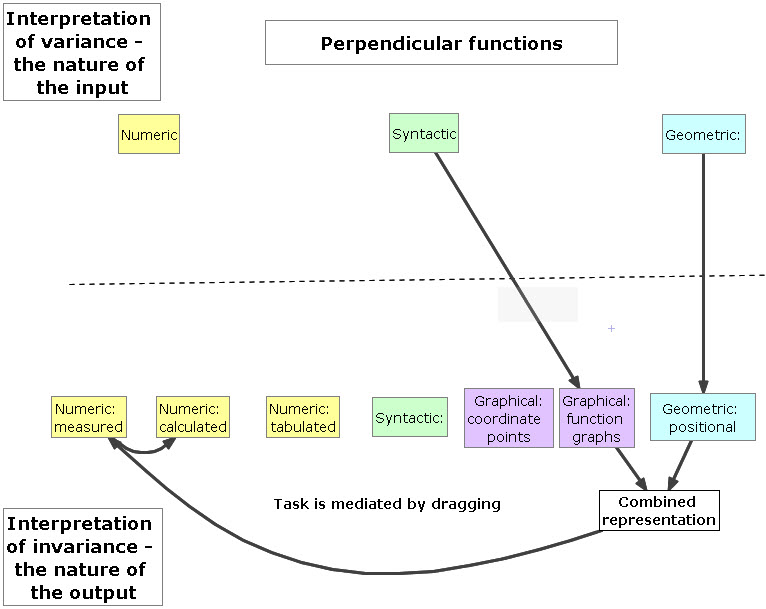 Interpretation
of variance -
the nature of
the input
Perpendicular functions
Numeric
Syntactic
Geometric:
Numeric:
measured
Numeric:
calculated
Numeric:
tabulated
Syntactic:
Graphical:
coordinate
points
Graphical:
function
graphs
Geometric:
positional
Task is mediated by dragging
Combined
representation
Interpretation
of invariance -
the nature of
the output